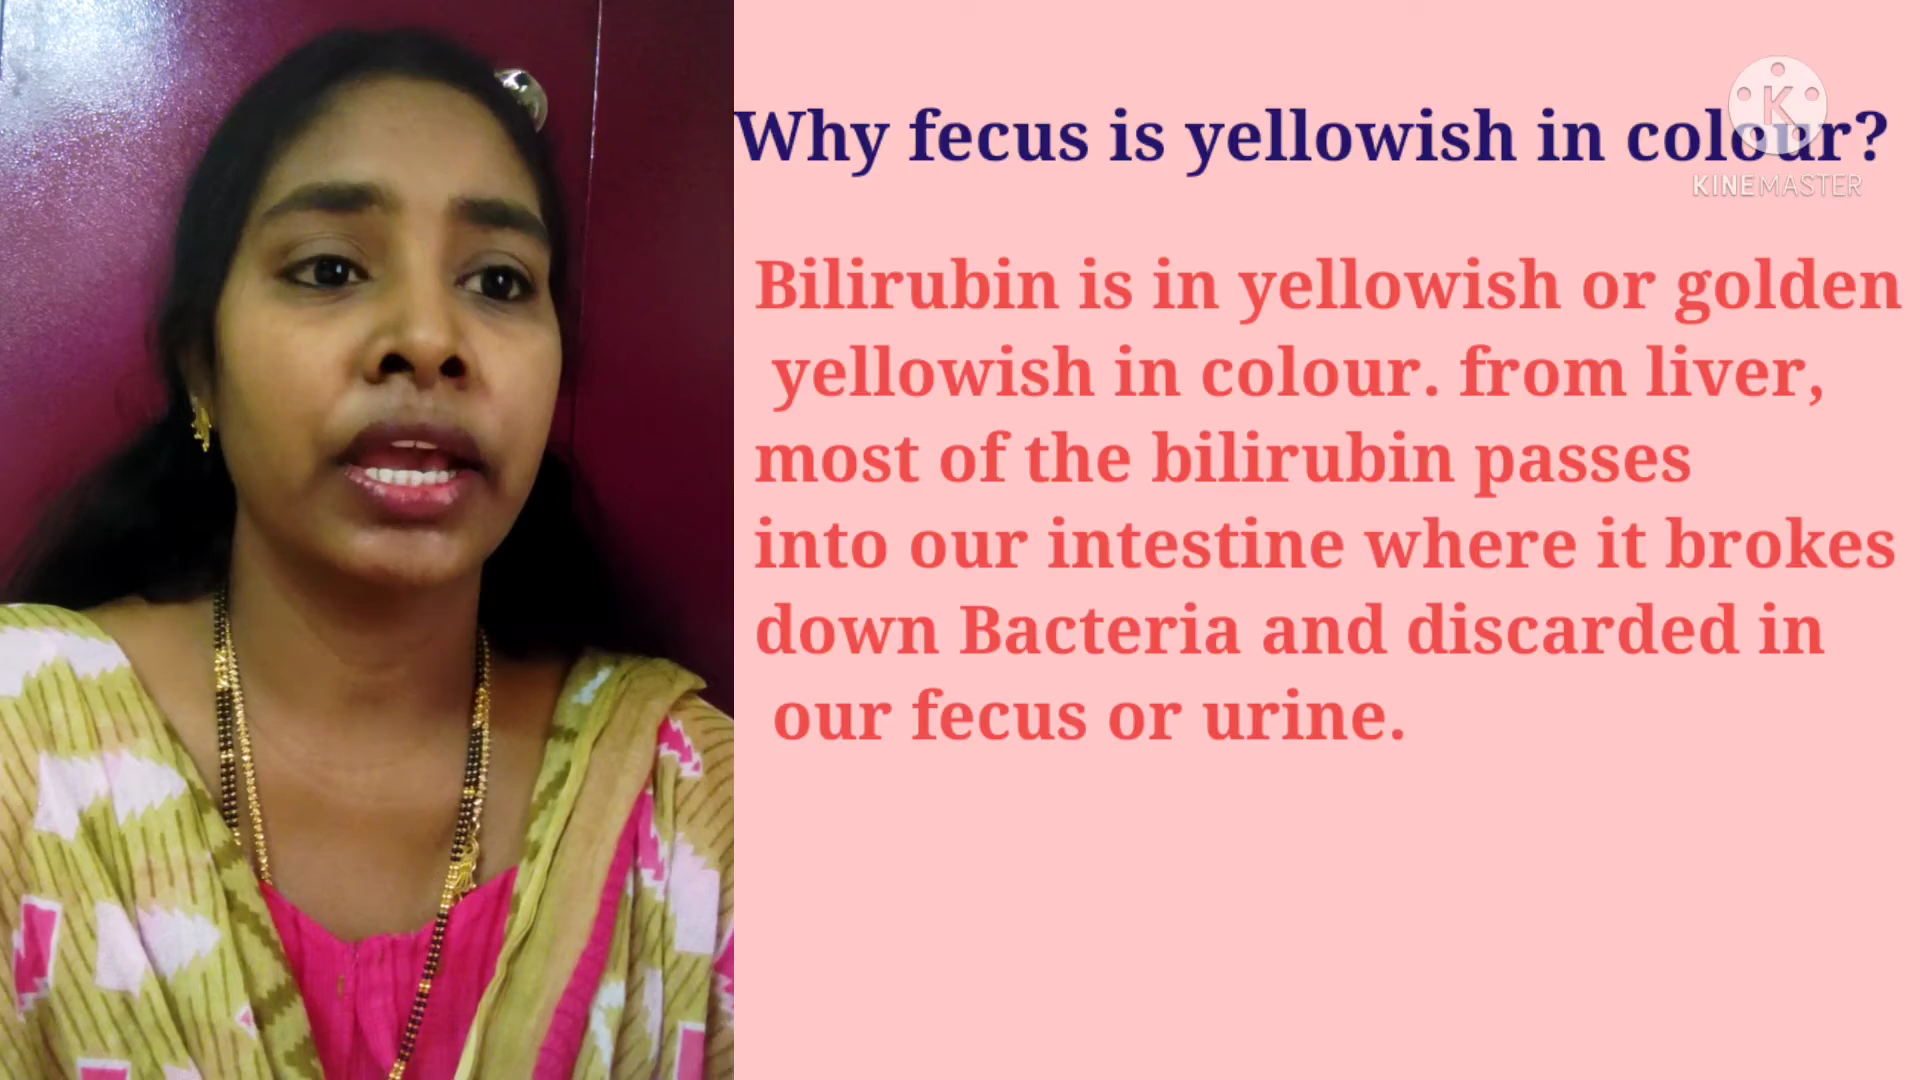 Why fecus is yellowish in colour?
KINEMASTER
Bilirubin is in yellowish or golden
yellowish in colour. from liver,
most of the bilirubin passes
into our intestine where it brokes
down Bacteria and discarded in
our fecus or urine.